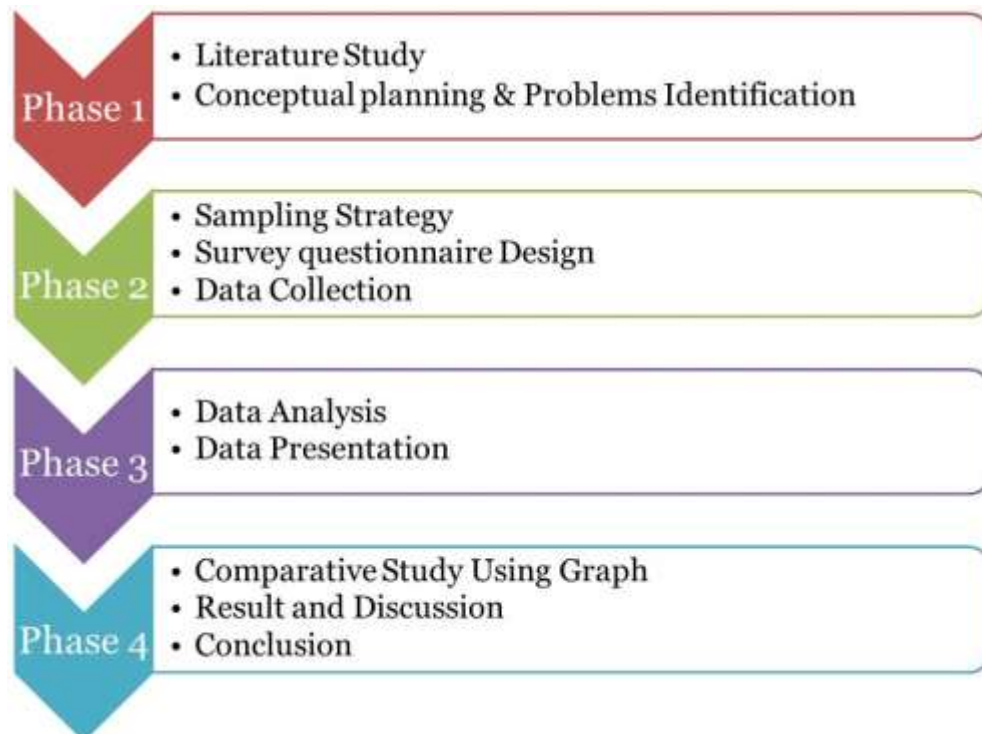 Phase 1
• Literature Study
• Conceptual planning & Problems Identification
Phase 2
• Sampling Strategy
• Survey questionnaire Design
• Data Collection
Phase 3
• Data Analysis
• Data Presentation
Phase 4
• Comparative Study Using Graph
• Result and Discussion
• Conclusion